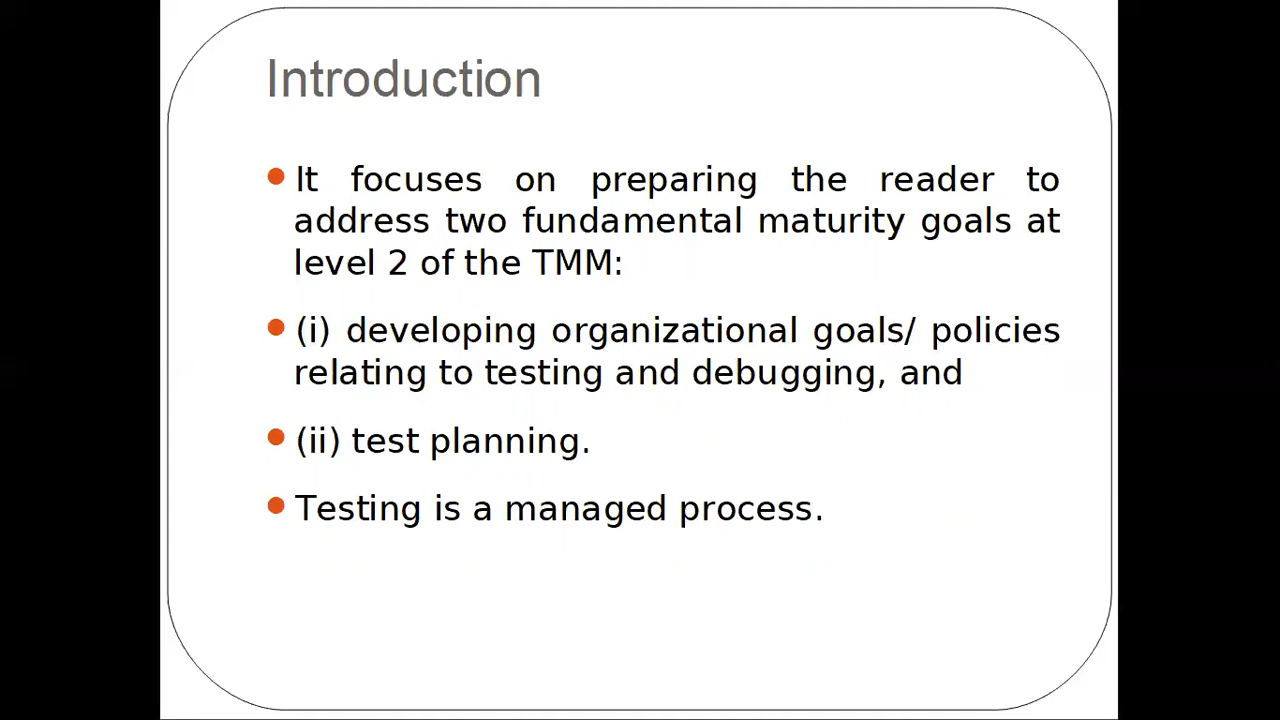 Introduction
It focuses on preparing the reader to
address two fundamental maturity goals at
level 2 of the TMM:
(i) developing organizational goals/ policies
relating to testing and debugging, and
(ii) test planning.
Testing is a managed process.